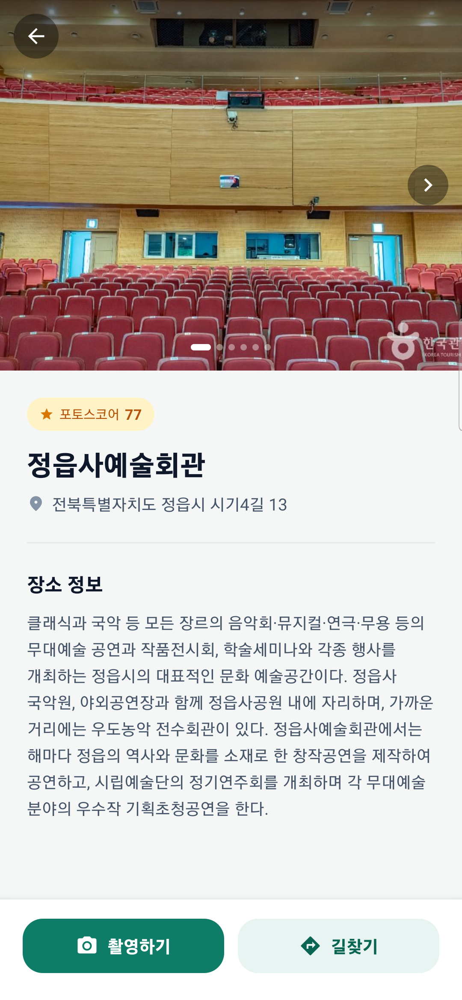 한국관
KOREA TOURISM
포토스코어 77
정읍사예술회관
전북특별자치도 정읍시 시기4길 13
장소 정보
클래식과 국악 등 모든 장르의 음악회·뮤지컬·연극·무용 등의
무대예술 공연과 작품전시회, 학술세미나와 각종 행사를
개최하는 정읍시의 대표적인 문화 예술공간이다. 정읍사
국악원, 야외공연장과 함께 정읍사공원 내에 자리하며, 가까운
거리에는 우도농악 전수회관이 있다. 정읍사예술회관에서는
해마다 정읍의 역사와 문화를 소재로 한 창작공연을 제작하여
공연하고, 시립예술단의 정기연주회를 개최하며 각 무대예술
분야의 우수작 기획초청공연을 한다.
촬영하기
길찾기